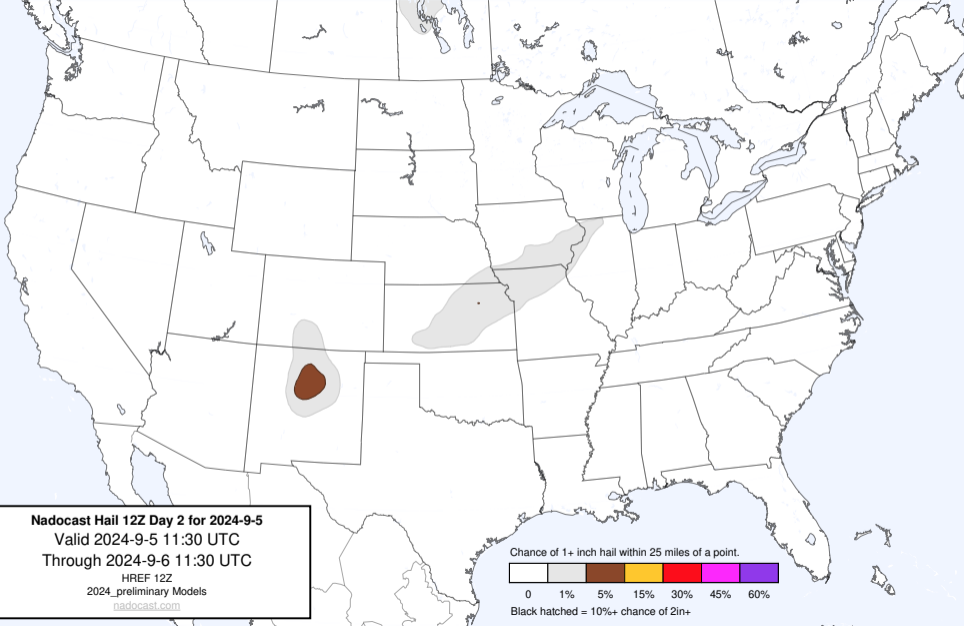 Nadocast Hail 12Z Day 2 for 2024-9-5
Valid 2024-9-5 11:30 UTC
Through 2024-9-6 11:30 UTC
HREF 12Z
2024_preliminary Models
nadocast.com
Chance of 1+ inch hail within 25 miles of a point.
0 1% 5% 15% 30% 45% 60%
Black hatched = 10%+ chance of 2in+